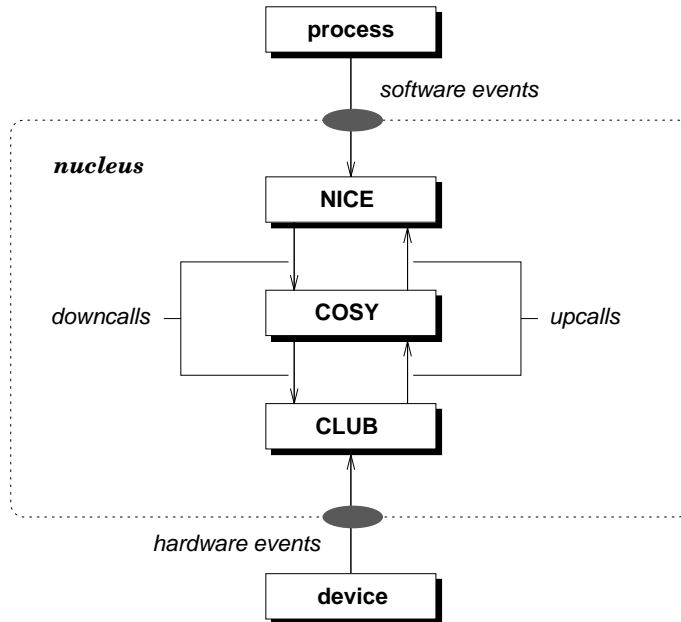 process
software events
nucleus
NICE
downcalls
COSY
upcalls
CLUB
hardware events
device